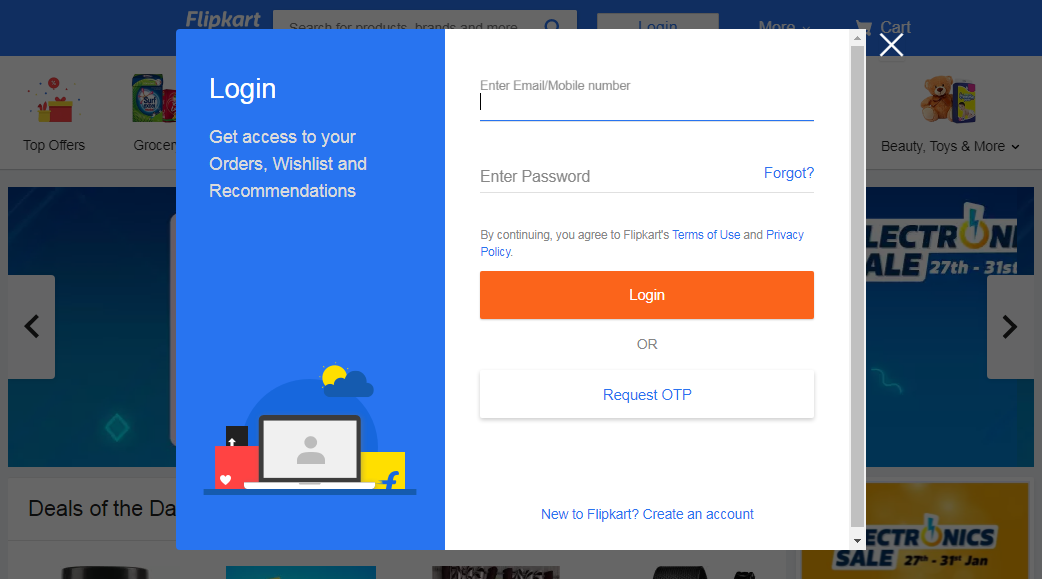 Flipkart
Search for products, brands and more
Login
More
Cart
Top Offers
Beauty, Toys & More
Login
Get access to your
Orders, Wishlist and
Recommendations
Enter Email/Mobile number
Enter Password
Forgot?
By continuing, you agree to Flipkart's Terms of Use and Privacy
Policy.
Login
OR
Request OTP
New to Flipkart? Create an account
SALE 27th - 31st
Deals of the Da
SALE 27th - 31st Jan